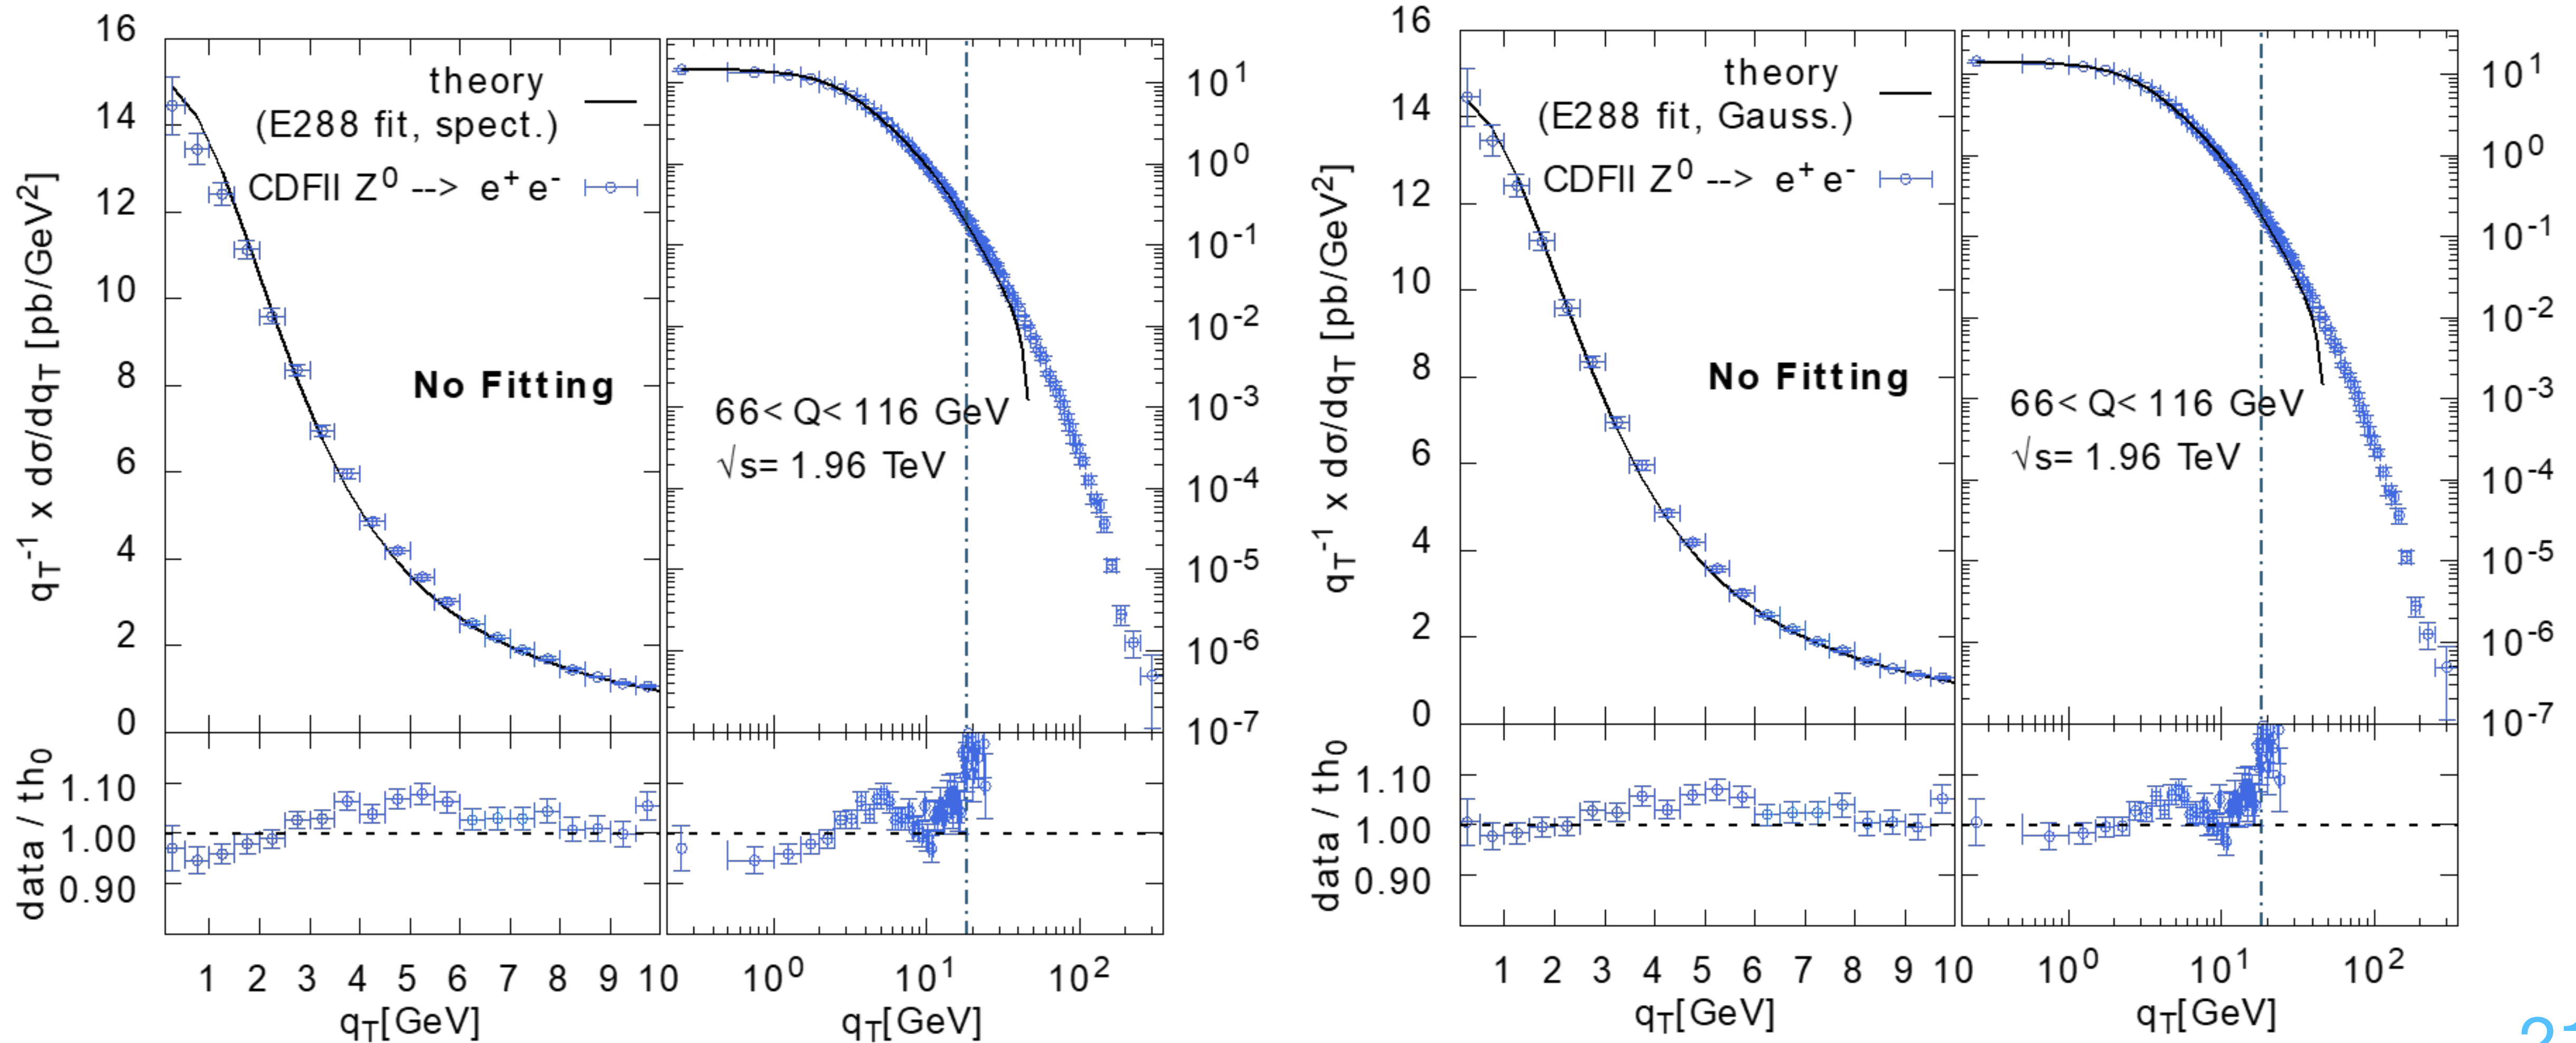 16
14
12
10
8
6
4
2
0
q_T^-1 x dσ/dq_T [pb/GeV^2]
theory
(E288 fit, spect.)
CDFII Z^0 --> e^+ e^-
No Fitting
1.10
1.00
0.90
data / th_0
1 2 3 4 5 6 7 8 9 10
q_T[GeV]
66< Q< 116 GeV
√s= 1.96 TeV
10^1
10^0
10^-1
10^-2
10^-3
10^-4
10^-5
10^-6
10^-7
10^0 10^1 10^2
q_T[GeV]
16
14
12
10
8
6
4
2
0
q_T^-1 x dσ/dq_T [pb/GeV^2]
theory
(E288 fit, Gauss.)
CDFII Z^0 --> e^+ e^-
No Fitting
1.10
1.00
0.90
data / th_0
1 2 3 4 5 6 7 8 9 10
q_T[GeV]
66< Q< 116 GeV
√s= 1.96 TeV
10^1
10^0
10^-1
10^-2
10^-3
10^-4
10^-5
10^-6
10^-7
10^0 10^1 10^2
q_T[GeV]